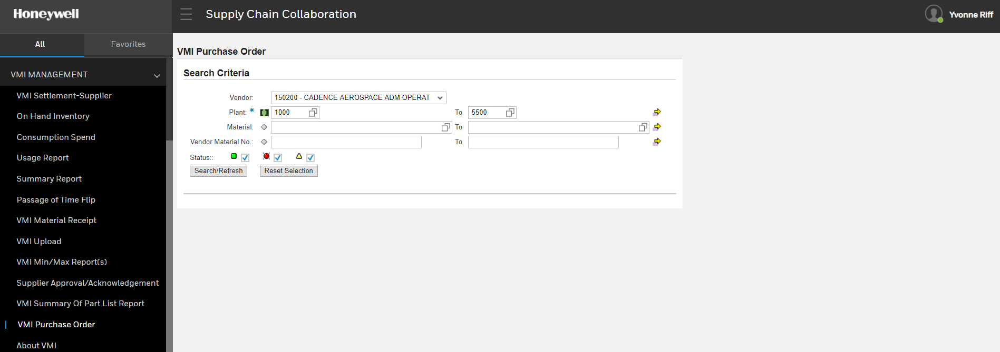 Honeywell
Supply Chain Collaboration
Yvonne Riff
All
Favorites
VMI MANAGEMENT
VMI Settlement-Supplier
On Hand Inventory
Consumption Spend
Usage Report
Summary Report
Passage of Time Flip
VMI Material Receipt
VMI Upload
VMI Min/Max Report(s)
Supplier Approval/Acknowledgement
VMI Summary Of Part List Report
VMI Purchase Order
About VMI
VMI Purchase Order
Search Criteria
Vendor: 150200 - CADENCE AEROSPACE ADM OPERAT
Plant: * 1000 To 5500
Material: To
Vendor Material No.: To
Status::
Search/Refresh Reset Selection